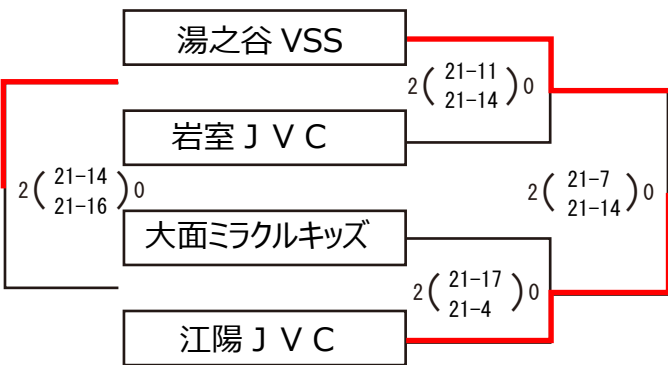 湯之谷 VSS
2 ( 21-11 ) 0
21-14
岩室ＪＶＣ
2 ( 21-14 ) 0
21-16
2 ( 21-7 ) 0
21-14
大面ミラクルキッズ
2 ( 21-17 ) 0
21-4
江陽ＪＶＣ